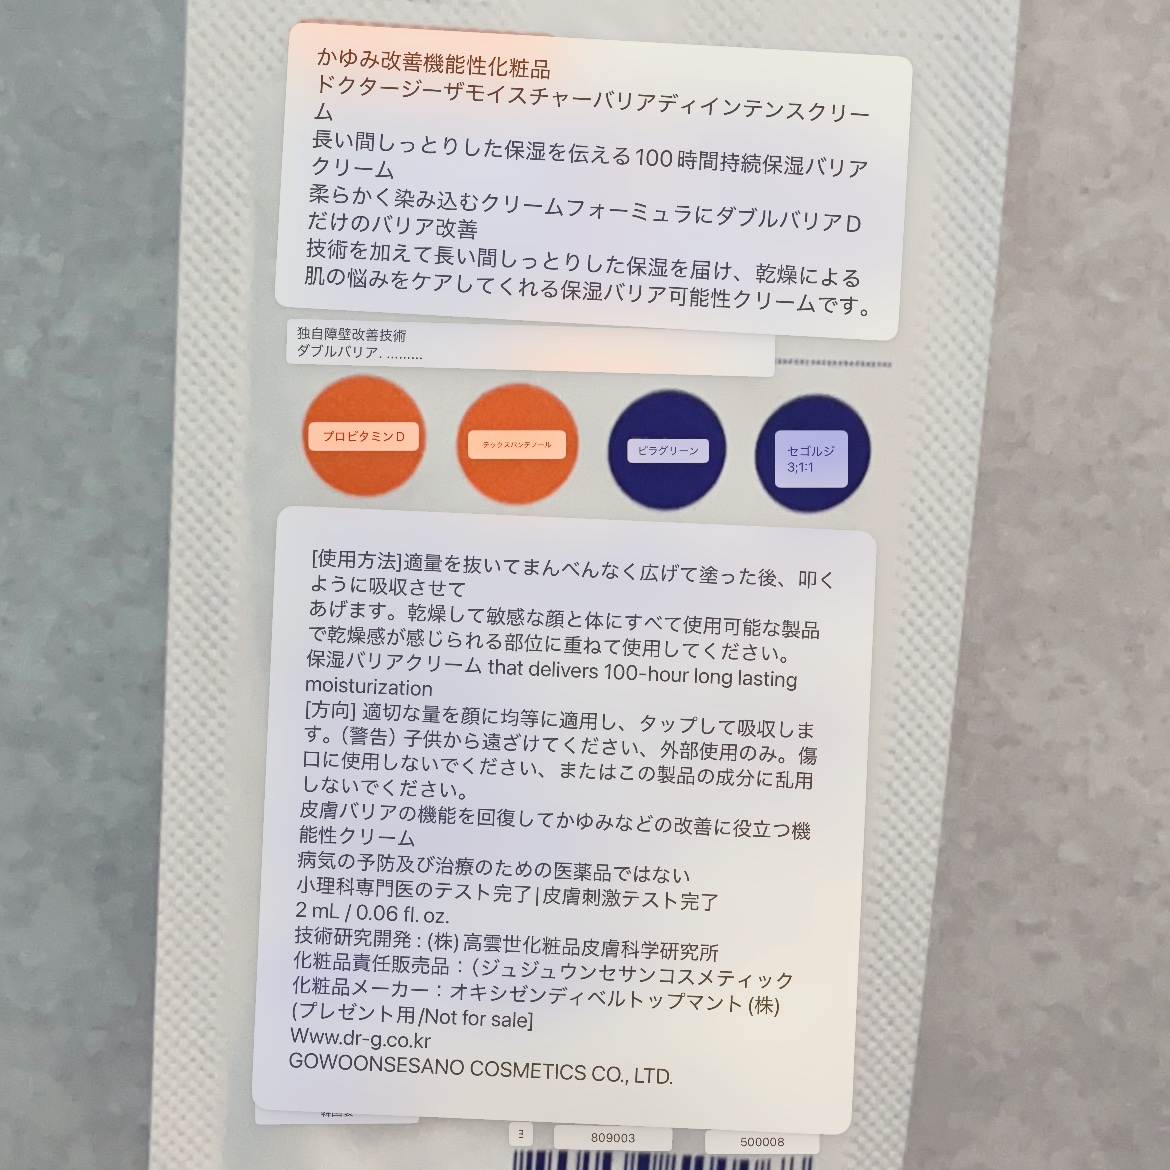 かゆみ改善機能性化粧品
ドクタージーザモイスチャーバリアディインテンスクリー
ム
長い間しっとりした保湿を伝える100時間持続保湿バリア
クリーム
柔らかく染み込むクリームフォーミュラにダブルバリアD
だけのバリア改善
技術を加えて長い間しっとりした保湿を届け、乾燥による
肌の悩みをケアしてくれる保湿バリア可能性クリームです。
独自障壁改善技術
ダブルバリア. .........
プロビタミンD
テックスパンテノール
ビラグリーン
セゴルジ
3;1:1
[使用方法]適量を抜いてまんべんなく広げて塗った後、叩く
ように吸収させて
あげます。乾燥して敏感な顔と体にすべて使用可能な製品
で乾燥感が感じられる部位に重ねて使用してください。
保湿バリアクリーム that delivers 100-hour long lasting
moisturization
[方向] 適切な量を顔に均等に適用し、タップして吸収しま
す。(警告) 子供から遠ざけてください、外部使用のみ。傷
口に使用しないでください、またはこの製品の成分に乱用
しないでください。
皮膚バリアの機能を回復してかゆみなどの改善に役立つ機
能性クリーム
病気の予防及び治療のための医薬品ではない
小理科専門医のテスト完了|皮膚刺激テスト完了
2 mL / 0.06 fl. oz.
技術研究開発 : (株) 高雲世化粧品皮膚科学研究所
化粧品責任販売品 : (ジュジュウンセサンコスメティック
化粧品メーカー : オキシゼンディベルトップマント (株)
(プレゼント用/Not for sale]
Www.dr-g.co.kr
GOWOONSESANO COSMETICS CO., LTD.
809003
500008